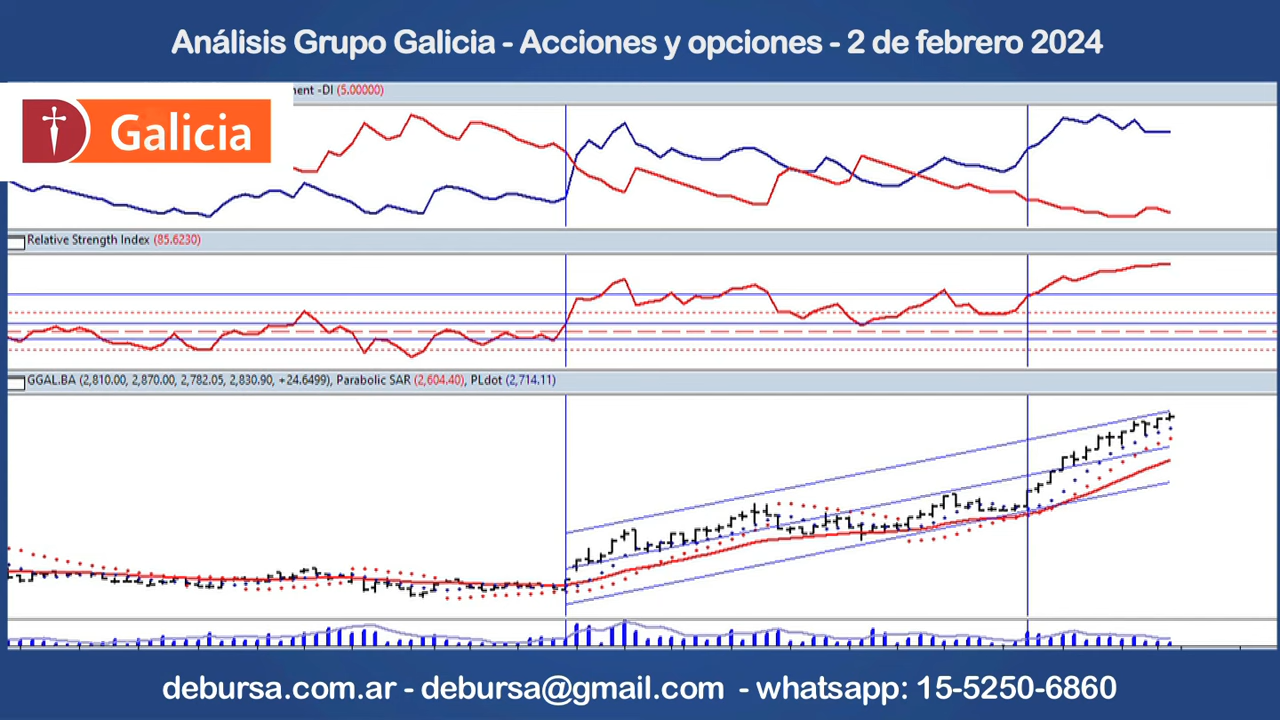 Análisis Grupo Galicia - Acciones y opciones - 2 de febrero 2024
ment -DI (5.00000)
Galicia
Relative Strength Index (85.6230)
GGAL.BA (2,810.00, 2,870.00, 2,782.05, 2,830.90, +24.6499), Parabolic SAR (2,604.40), PLdot (2,714.11)
debursa.com.ar - debursa@gmail.com - whatsapp: 15-5250-6860